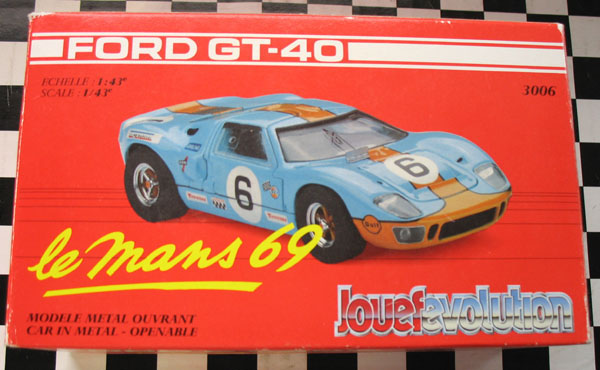 FORD GT-40
ECHELLE : 1:43e
SCALE : 1/43e
3006
6
6
le Mans 69
MODELE METAL OUVRANT
CAR IN METAL - OPENABLE
Jouefevolution